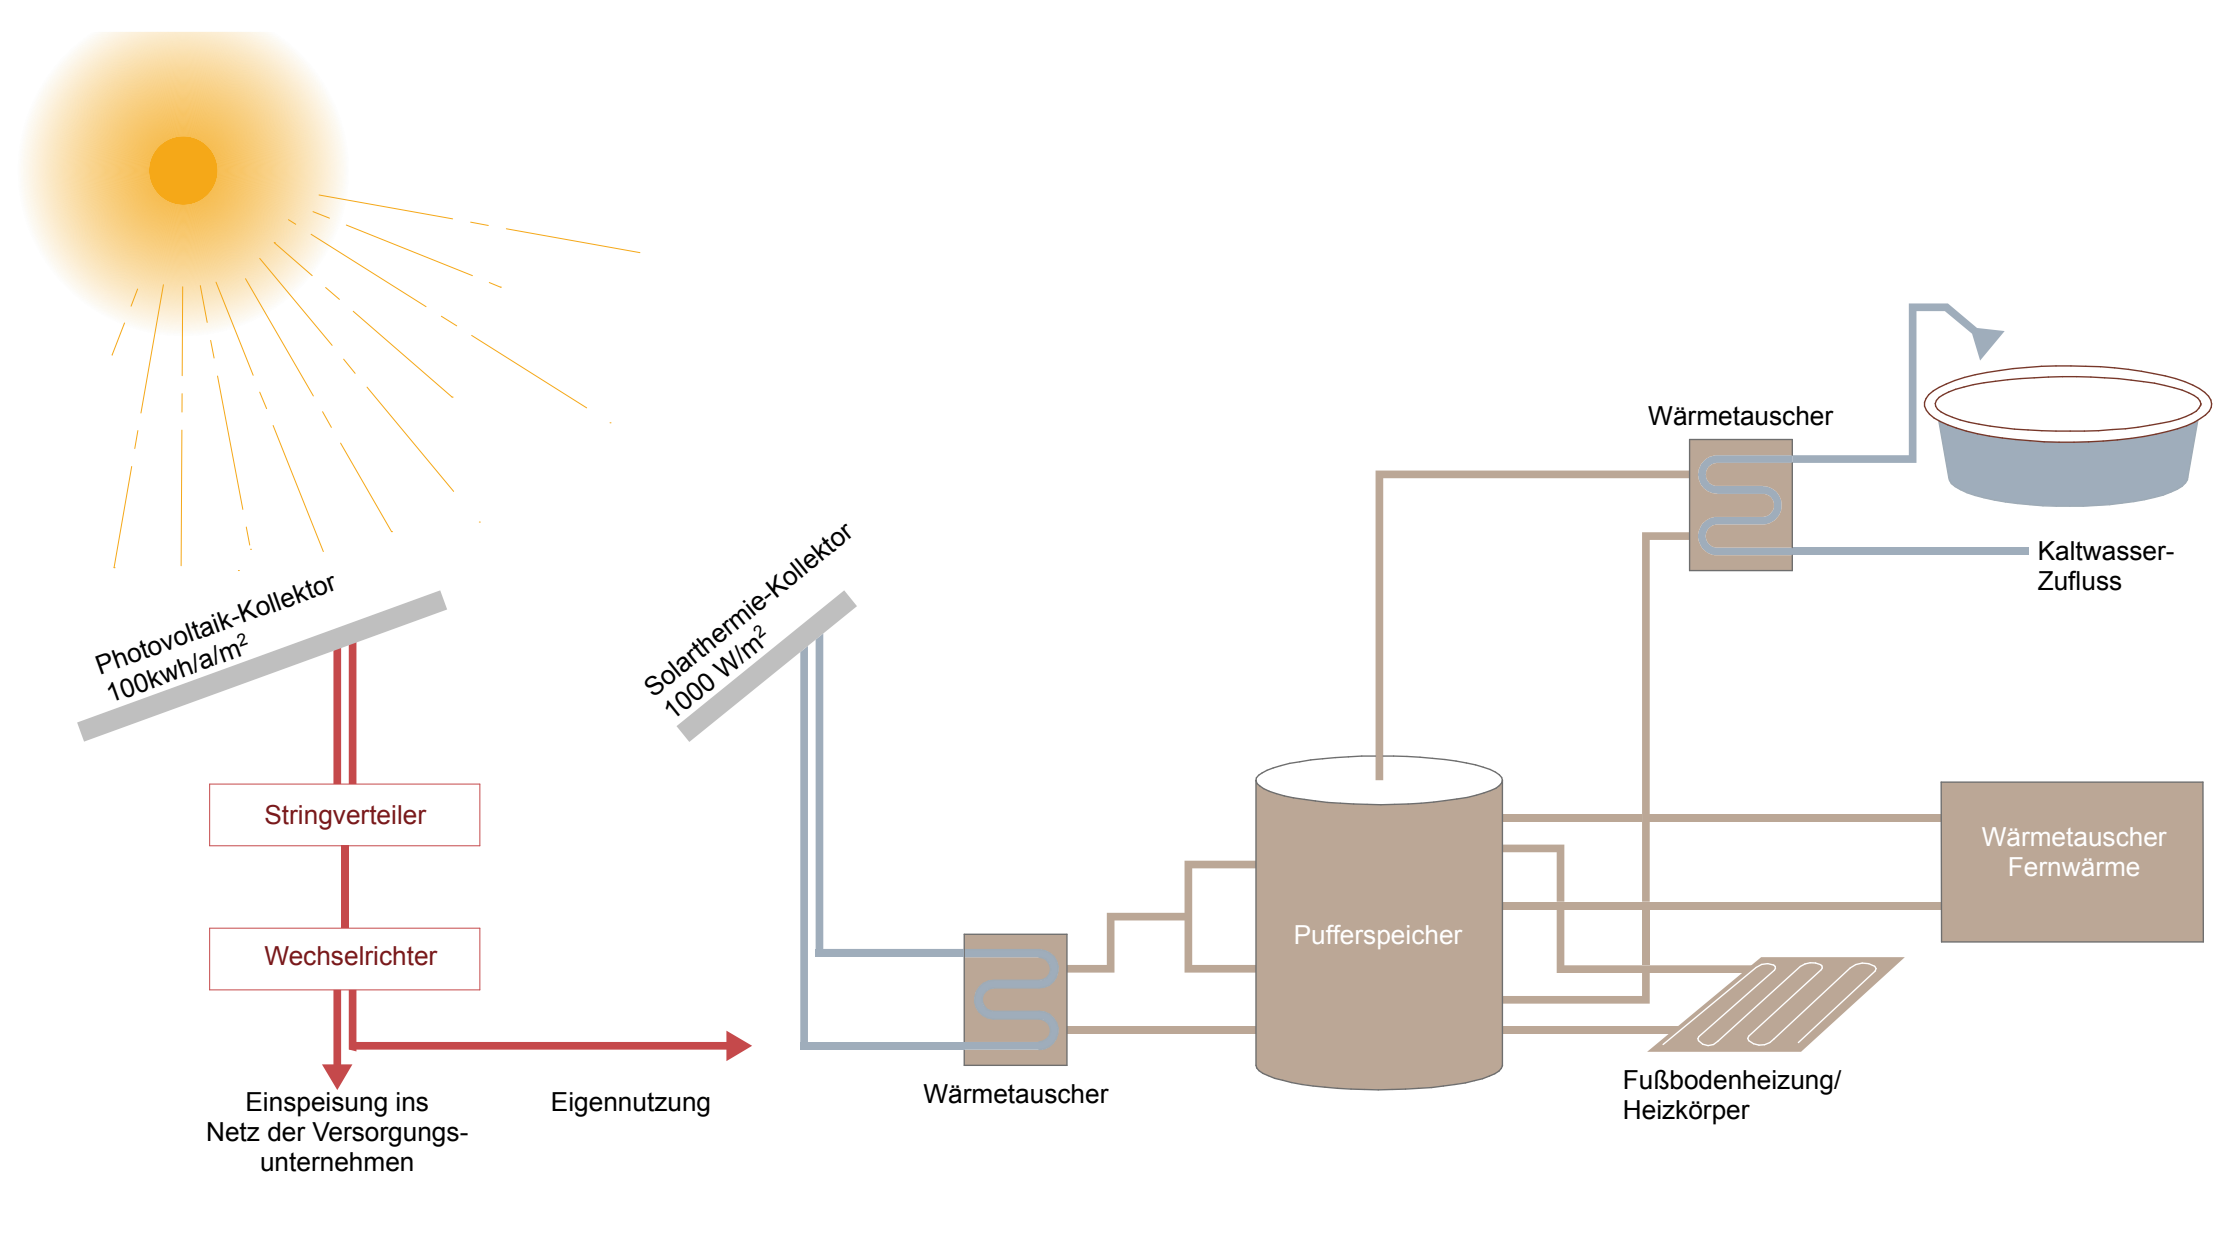 Photovoltaik-Kollektor
100kwh/a/m²
Stringverteiler
Wechselrichter
Einspeisung ins
Netz der Versorgungs-
unternehmen
Eigennutzung
Solarthermie-Kollektor
1000 W/m²
Wärmetauscher
Pufferspeicher
Wärmetauscher
Kaltwasser-
Zufluss
Wärmetauscher
Fernwärme
Fußbodenheizung/
Heizkörper